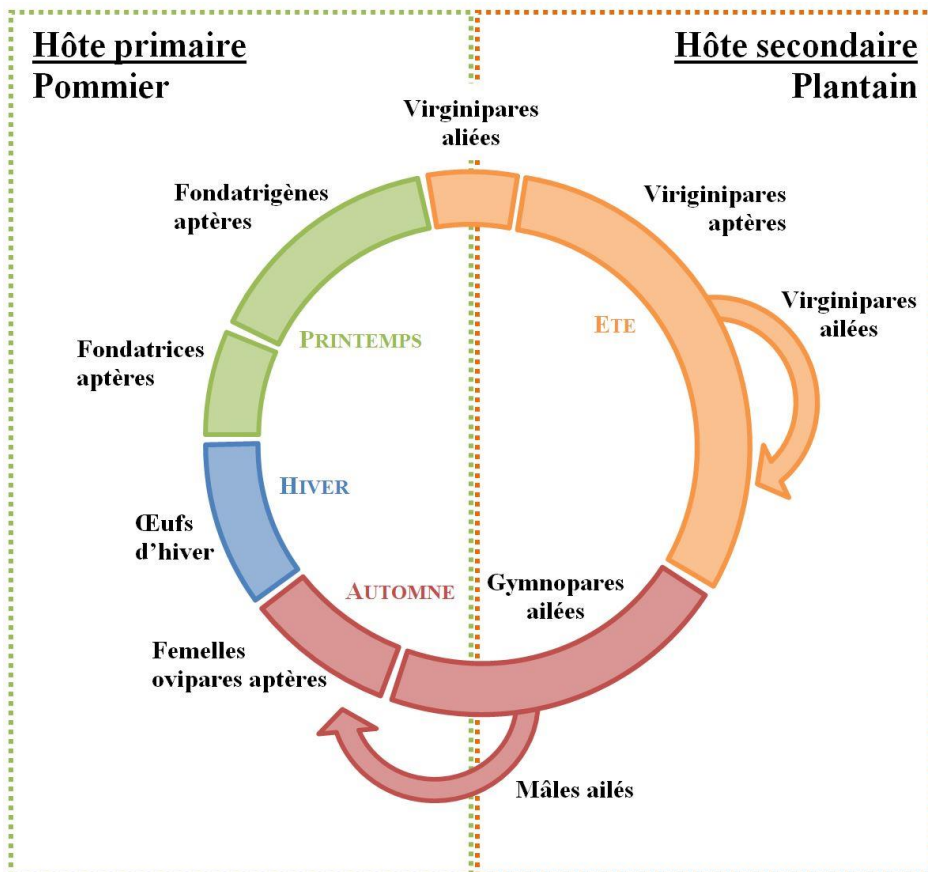 Hôte primaire
Pommier
Hôte secondaire
Plantain
Virginipares
aliées
Fondatrigènes
aptères
Viriginipares
aptères
Virginipares
ailées
PRINTEMPS
ETE
Fondatrices
aptères
HIVER
Œufs
d’hiver
AUTOMNE
Gymnopares
ailées
Femelles
ovipares aptères
Mâles ailés